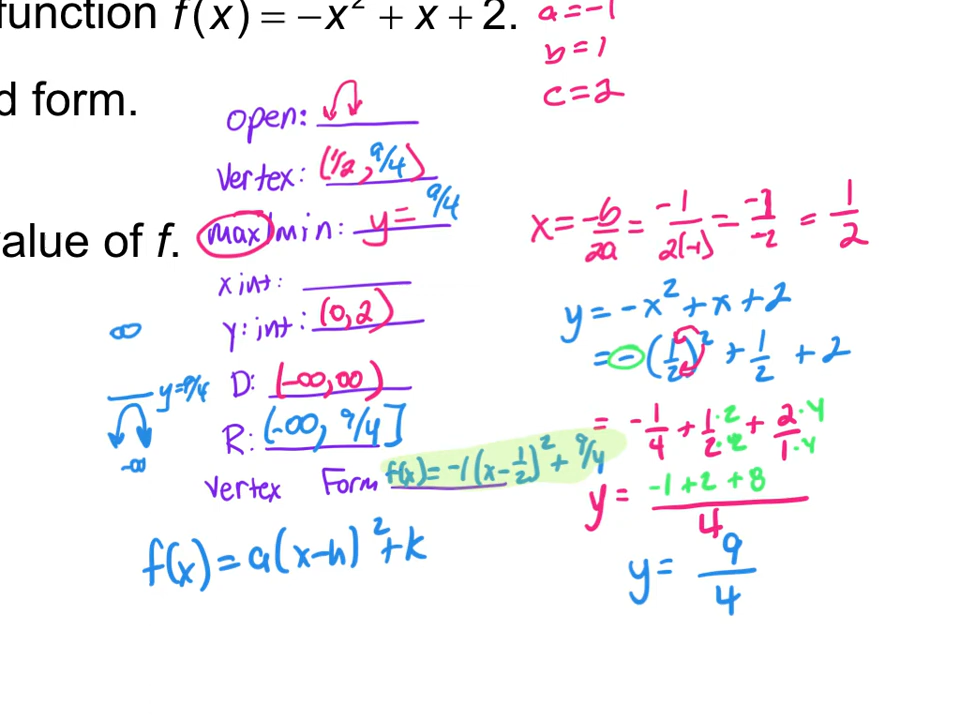 function f(x) = −x² + x + 2.
a = -1
b = 1
c = 2
d form.
open:
Vertex: (1/2, 9/4)
alue of f.
max/min: y = 9/4
x int:
y: int: (0,2)
∞
y=9/4
-∞
D: (-∞,∞)
R: (-∞, 9/4]
Vertex Form f(x) = -1(x-1/2)² + 9/4
f(x) = a(x-h)² + k
x = -b/2a = -1/2(-1) = -1/-2 = 1/2
y = -x² + x + 2
= -(1/2)² + 1/2 + 2
= -1/4 + 1·2/2·2 + 2·4/1·4
y = -1+2+8/4
y = 9/4